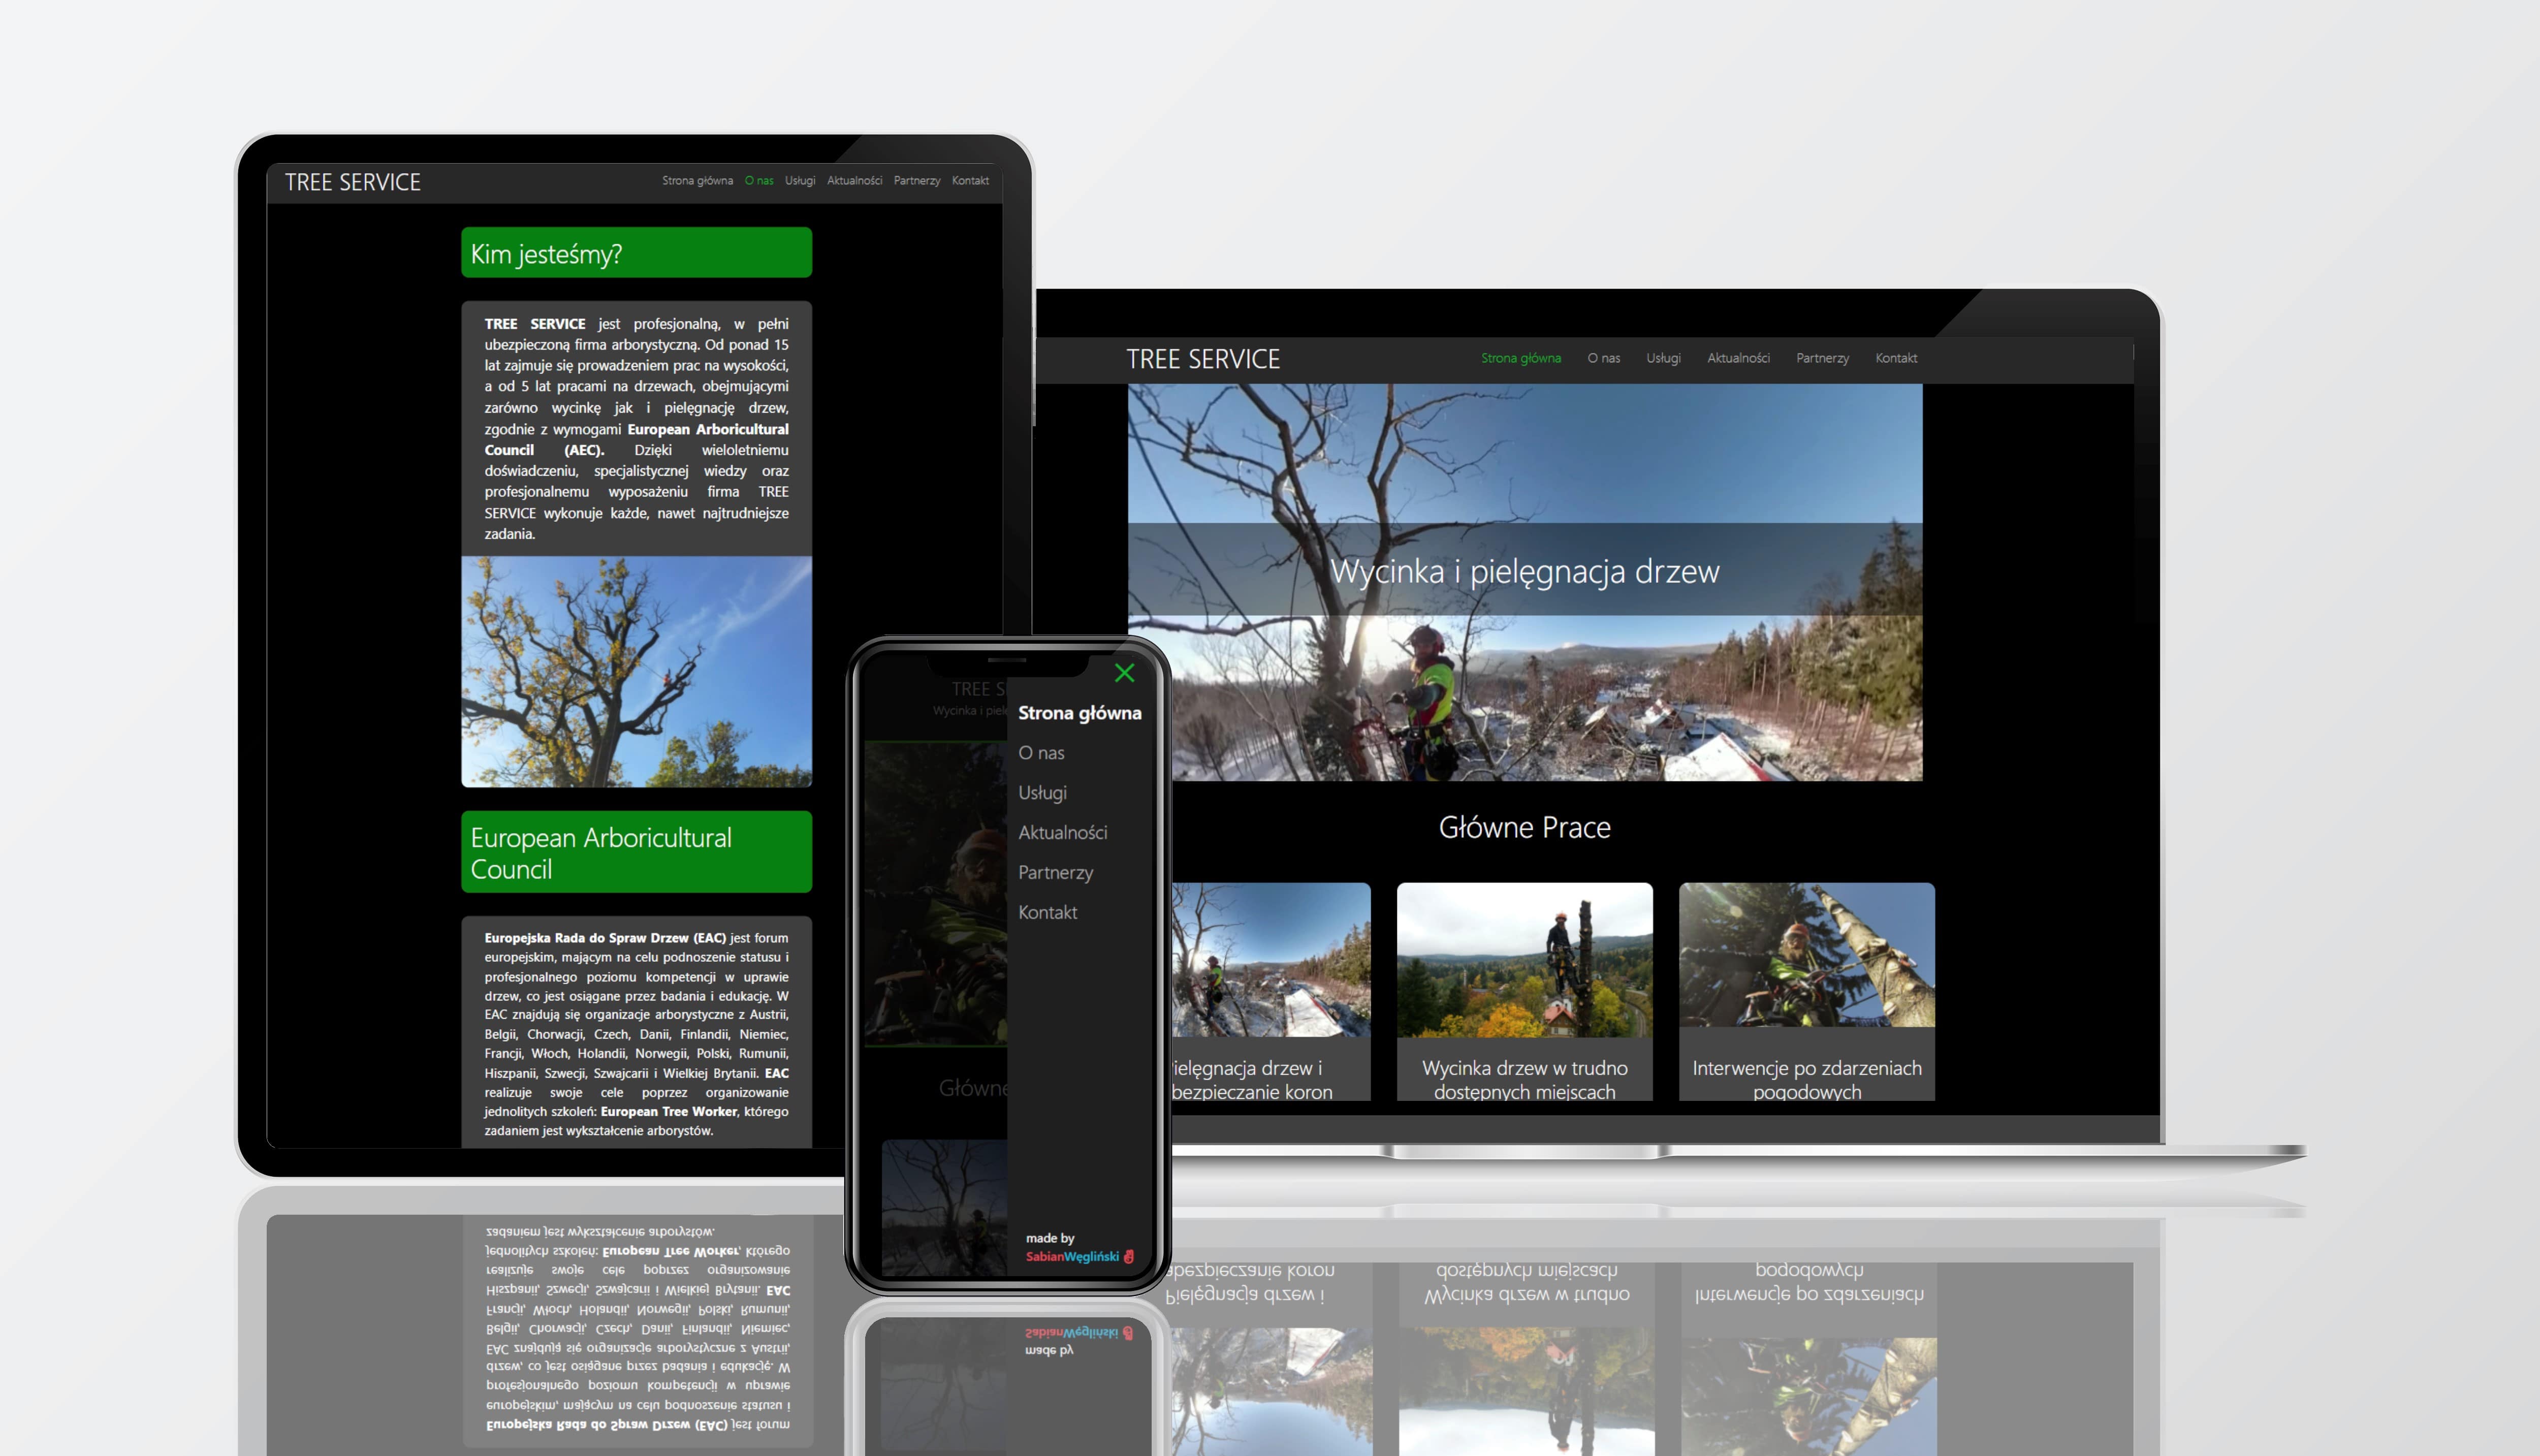 TREE SERVICE
Strona główna O nas Usługi Aktualności Partnerzy Kontakt
Kim jesteśmy?
TREE SERVICE jest profesjonalną, w pełni
ubezpieczoną firma arborystyczną. Od ponad 15
lat zajmuje się prowadzeniem prac na wysokości,
a od 5 lat pracami na drzewach, obejmującymi
zarówno wycinkę jak i pielęgnację drzew,
zgodnie z wymogami European Arboricultural
Council (AEC). Dzięki wieloletniemu
doświadczeniu, specjalistycznej wiedzy oraz
profesjonalnemu wyposażeniu firma TREE
SERVICE wykonuje każde, nawet najtrudniejsze
zadania.
European Arboricultural
Council
Europejska Rada do Spraw Drzew (EAC) jest forum
europejskim, mającym na celu podnoszenie statusu i
profesjonalnego poziomu kompetencji w uprawie
drzew, co jest osiągane przez badania i edukację. W
EAC znajdują się organizacje arborystyczne z Austrii,
Belgii, Chorwacji, Czech, Danii, Finlandii, Niemiec,
Francji, Włoch, Holandii, Norwegii, Polski, Rumunii,
Hiszpanii, Szwecji, Szwajcarii i Wielkiej Brytanii. EAC
realizuje swoje cele poprzez organizowanie
jednolitych szkoleń: European Tree Worker, którego
zadaniem jest wykształcenie arborystów.
TREE S
Wycinka i piel
Główne
Strona główna
O nas
Usługi
Aktualności
Partnerzy
Kontakt
made by
SabianWęgliński
TREE SERVICE
Strona główna O nas Usługi Aktualności Partnerzy Kontakt
Wycinka i pielęgnacja drzew
Główne Prace
ielęgnacja drzew i
bezpieczanie koron
Wycinka drzew w trudno
dostępnych miejscach
Interwencje po zdarzeniach
pogodowych